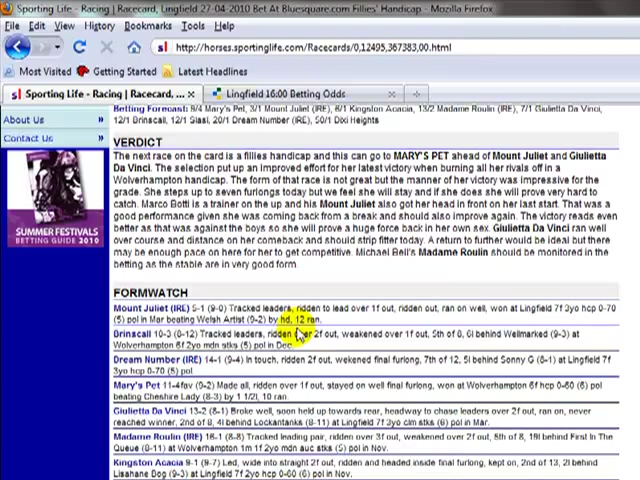 Sporting Life - Racing | Racecard, Lingfield 27-04-2010 Bet At Bluesquare.com Fillies' Handicap - Mozilla Firefox
File Edit View History Bookmarks Tools Help
http://horses.sportinglife.com/Racecards/0,12495,367383,00.html
Most Visited Getting Started Latest Headlines
Sporting Life - Racing | Racecard, ... Lingfield 16:00 Betting Odds
About Us »
Contact Us »
SUMMER FESTIVALS
BETTING GUIDE 2010
Betting Forecast: 9/4 Mary's Pet, 3/1 Mount Juliet (IRE), 6/1 Kingston Acacia, 13/2 Madame Roulin (IRE), 7/1 Giulietta Da Vinci,
12/1 Brinscall, 12/1 Siasi, 20/1 Dream Number (IRE), 50/1 Dixi Heights
VERDICT
The next race on the card is a fillies handicap and this can go to MARY'S PET ahead of Mount Juliet and Giulietta
Da Vinci. The selection put up an improved effort for her latest victory when burning all her rivals off in a
Wolverhampton handicap. The form of that race is not great but the manner of her victory was impressive for the
grade. She steps up to seven furlongs today but we feel she will stay and if she does she will prove very hard to
catch. Marco Botti is a trainer on the up and his Mount Juliet also got her head in front on her last start. That was a
good performance given she was coming back from a break and should also improve again. The victory reads even
better as that was against the boys so she will prove a huge force back in her own sex. Giulietta Da Vinci ran well
over course and distance on her comeback and should strip fitter today. A return to further would be ideal but there
may be enough pace on here for her to be effective. Michael Bell's Madame Roulin should be monitored in the
betting as the stable are in very good form.
FORMWATCH
Mount Juliet (IRE) 5-1 (9-0) Tracked leaders, ridden to lead over 1f out, ridden out, ran on well, won at Lingfield 7f 3yo hcp 0-70
(5) pol in Mar beating Welsh Artist (9-2) by hd, 12 ran.
Brinscall 10-3 (8-12) Tracked leaders, ridden over 2f out, weakened over 1f out, 5th of 8, 6l behind Wellmarked (9-3) at
Wolverhampton 6f 2yo mdn stks (5) pol in Dec.
Dream Number (IRE) 14-1 (9-4) In touch, ridden 2f out, wekened final furlong, 7th of 12, 5l behind Sonny G (8-1) at Lingfield 7f
3yo hcp 0-70 (5) pol.
Mary's Pet 11-4fav (9-2) Made all, ridden over 1f out, stayed on well final furlong, won at Wolverhampton 6f hcp 0-60 (6) pol
beating Cheshire Lady (8-3) by 1 1/2l, 10 ran.
Giulietta Da Vinci 13-2 (8-1) Broke well, soon held up towards rear, headway to chase leaders over 2f out, ran on, never
reached winner, 2nd of 8, 4l behind Lockantanks (8-11) at Lingfield 7f 3yo clm stks (6) pol in Mar.
Madame Roulin (IRE) 16-1 (8-8) Tracked leading pair, ridden over 3f out, weakened over 2f out, 5th of 8, 19l behind First In The
Queue (8-11) at Wolverhampton 1m 1f 2yo mdn auc stks (5) pol in Nov.
Kingston Acacia 9-1 (9-7) Led, wide into straight 2f out, ridden and headed inside final furlong, kept on, 2nd of 13, 2l behind
Lisahane Bog (9-3) at